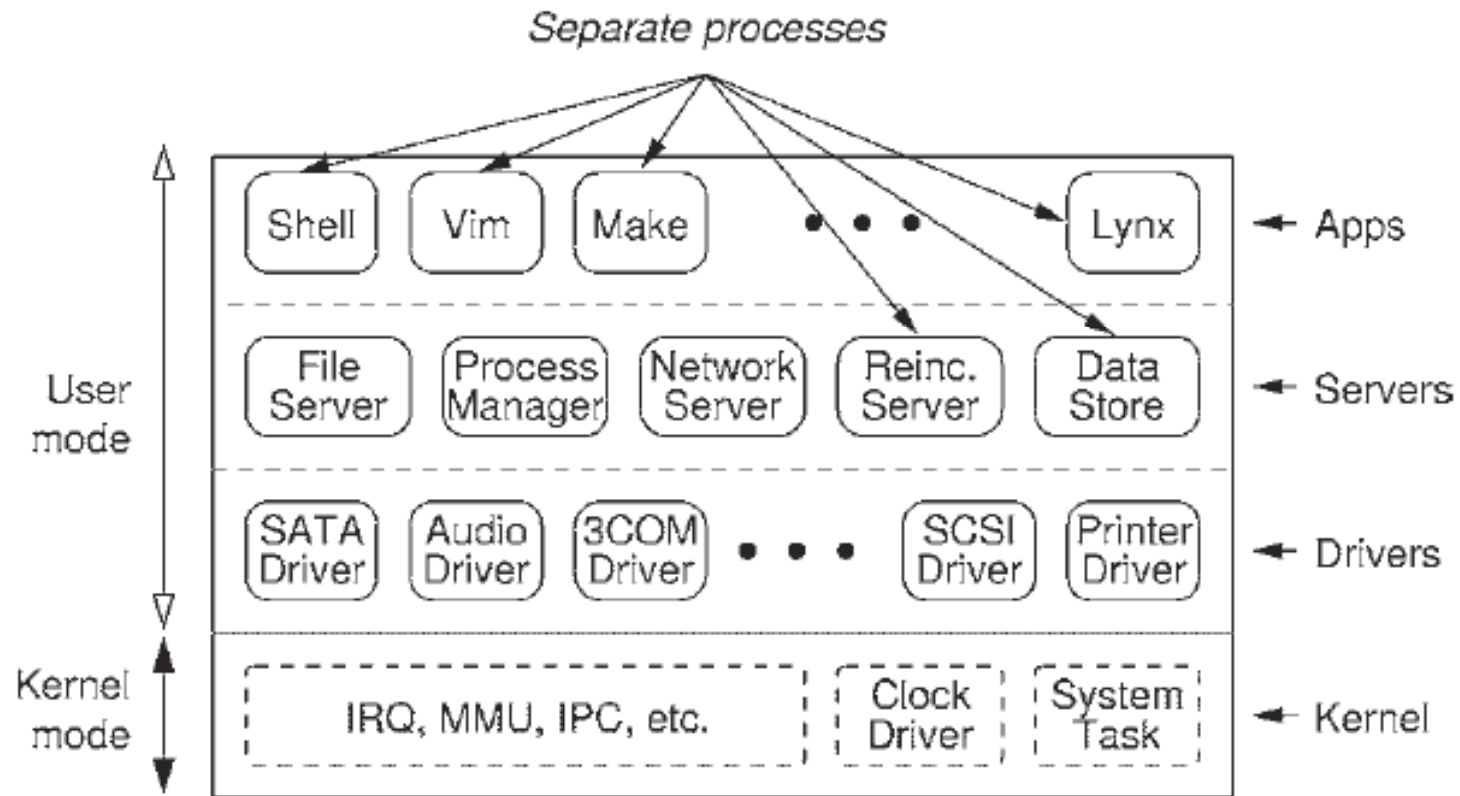 Separate processes
Shell
Vim
Make
Lynx
Apps
File
Server
Process
Manager
Network
Server
Reinc.
Server
Data
Store
Servers
User
mode
SATA
Driver
Audio
Driver
3COM
Driver
SCSI
Driver
Printer
Driver
Drivers
Kernel
mode
IRQ, MMU, IPC, etc.
Clock
Driver
System
Task
Kernel